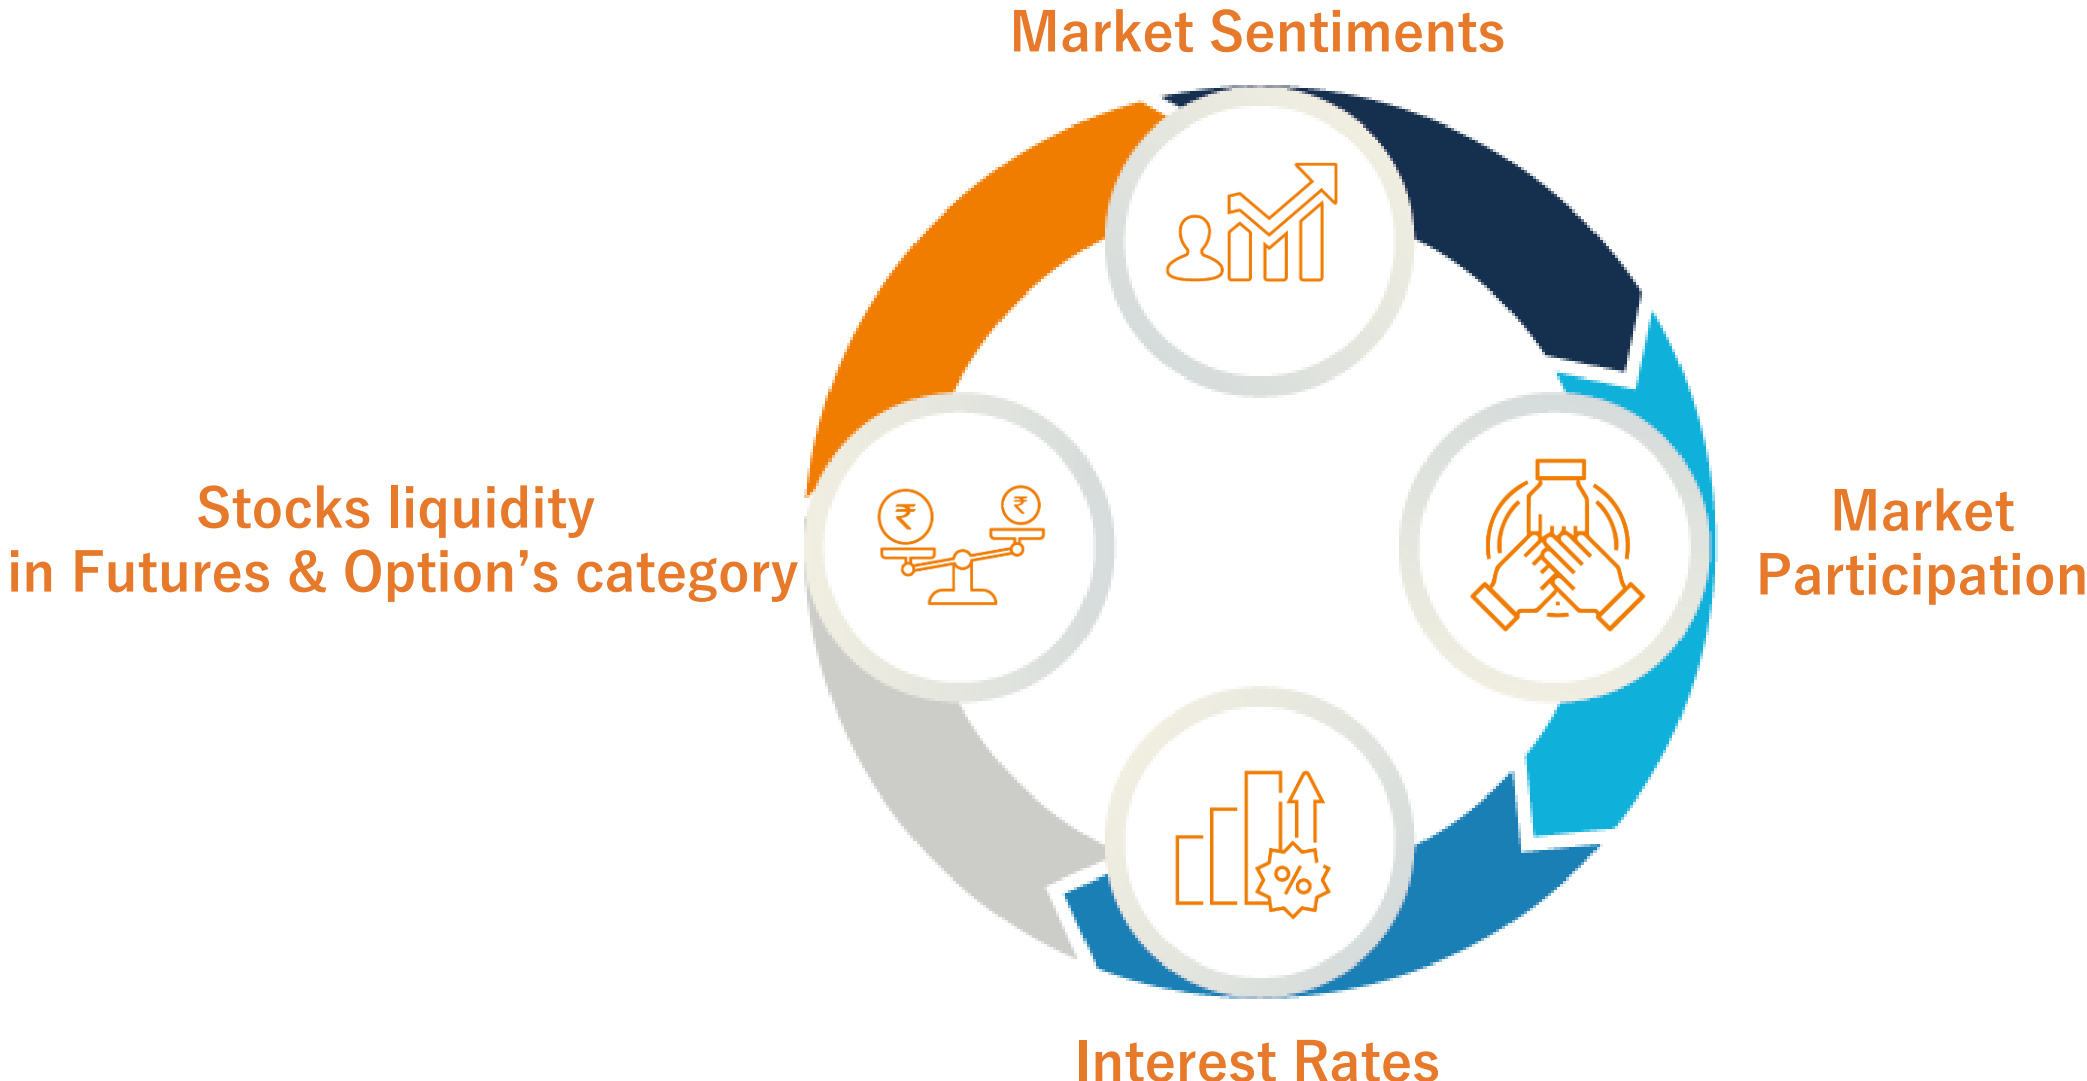 Market Sentiments
Stocks liquidity
in Futures & Option’s category
₹
₹
Market
Participation
%
Interest Rates